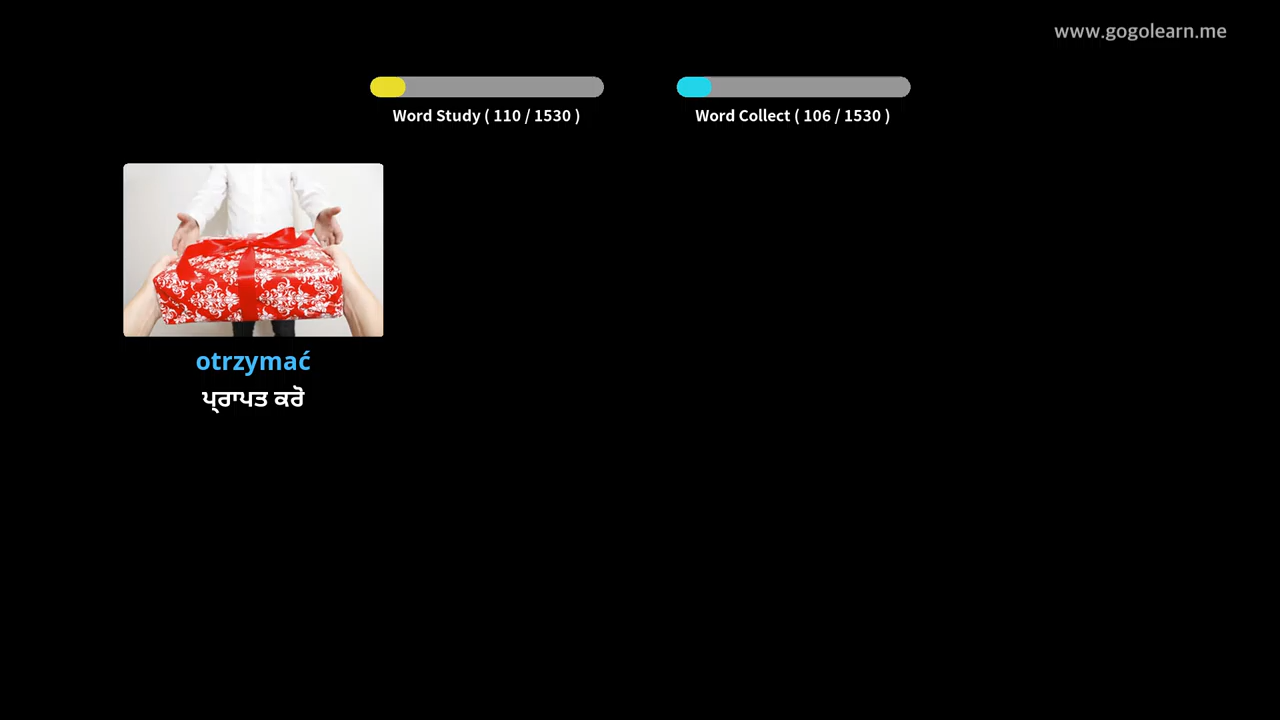 www.gogolearn.me
Word Study ( 110 / 1530 )
Word Collect ( 106 / 1530 )
otrzymać
ਪ੍ਰਾਪਤ ਕਰੋ